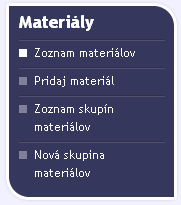 Materiály
Zoznam materiálov
Pridaj materiál
Zoznam skupín
materiálov
Nová skupina
materiálov